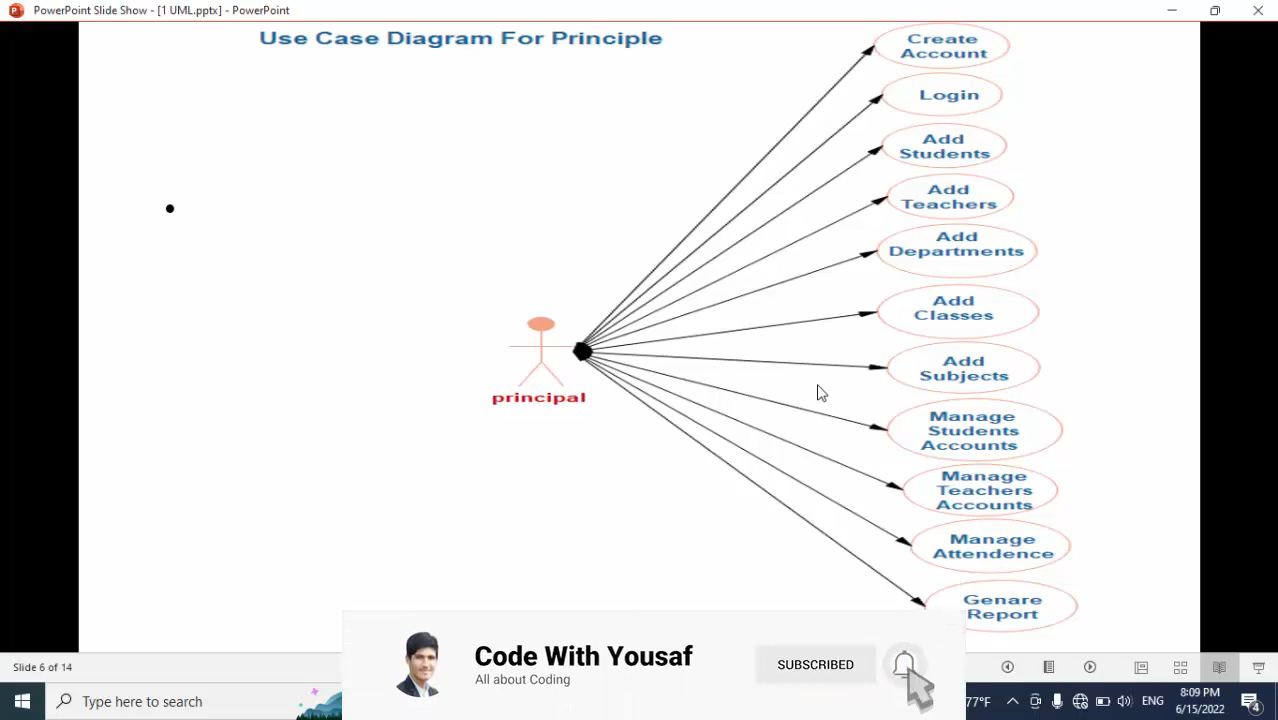 PowerPoint Slide Show - [1 UML.pptx] - PowerPoint
Use Case Diagram For Principle
Create
Account
Login
Add
Students
Add
Teachers
Add
Departments
Add
Classes
Add
Subjects
principal
Manage
Students
Accounts
Manage
Teachers
Accounts
Manage
Attendence
Genare
Report
Code With Yousaf
All about Coding
SUBSCRIBED
Slide 6 of 14
Type here to search
77°F
ENG
8:09 PM
6/15/2022
4